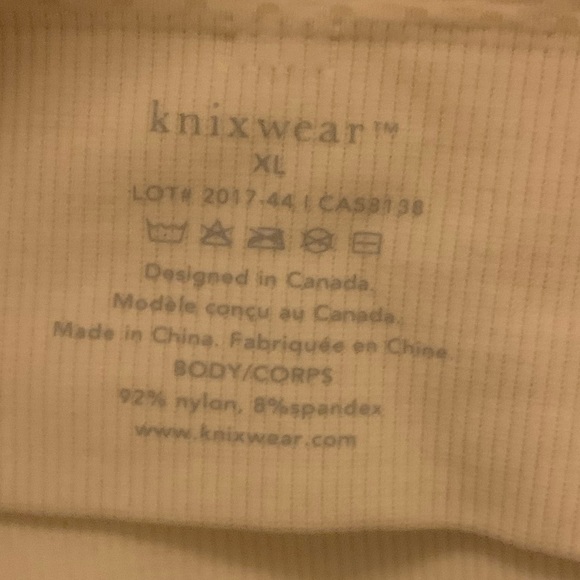 knixwear™
XL
LOT# 2017-44 | CA58138
Designed in Canada.
Modèle conçu au Canada.
Made in China. Fabriquée en Chine.
BODY/CORPS
92% nylon, 8%spandex
www.knixwear.com